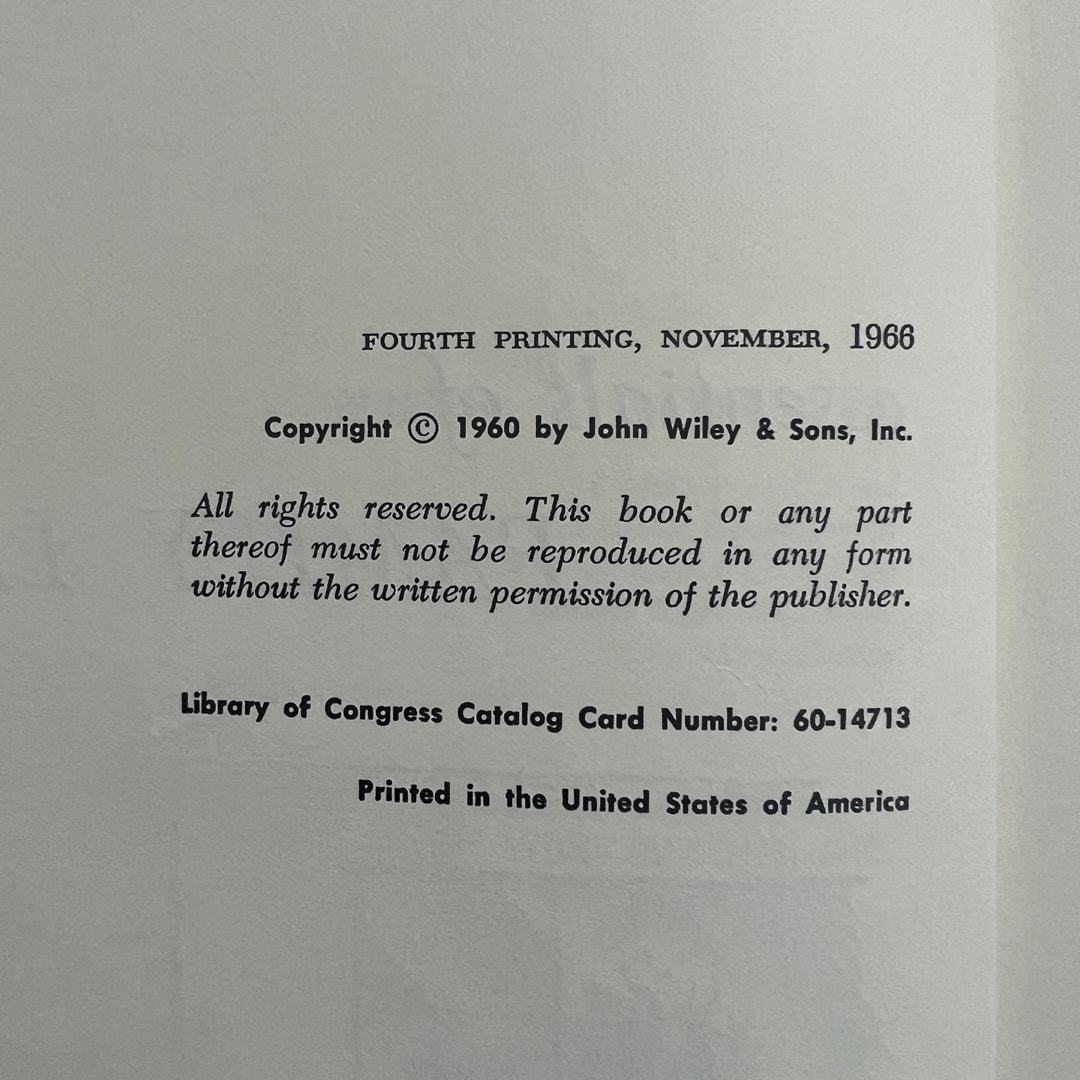 FOURTH PRINTING, NOVEMBER, 1966
Copyright © 1960 by John Wiley & Sons, Inc.
All rights reserved. This book or any part
thereof must not be reproduced in any form
without the written permission of the publisher.
Library of Congress Catalog Card Number: 60-14713
Printed in the United States of America